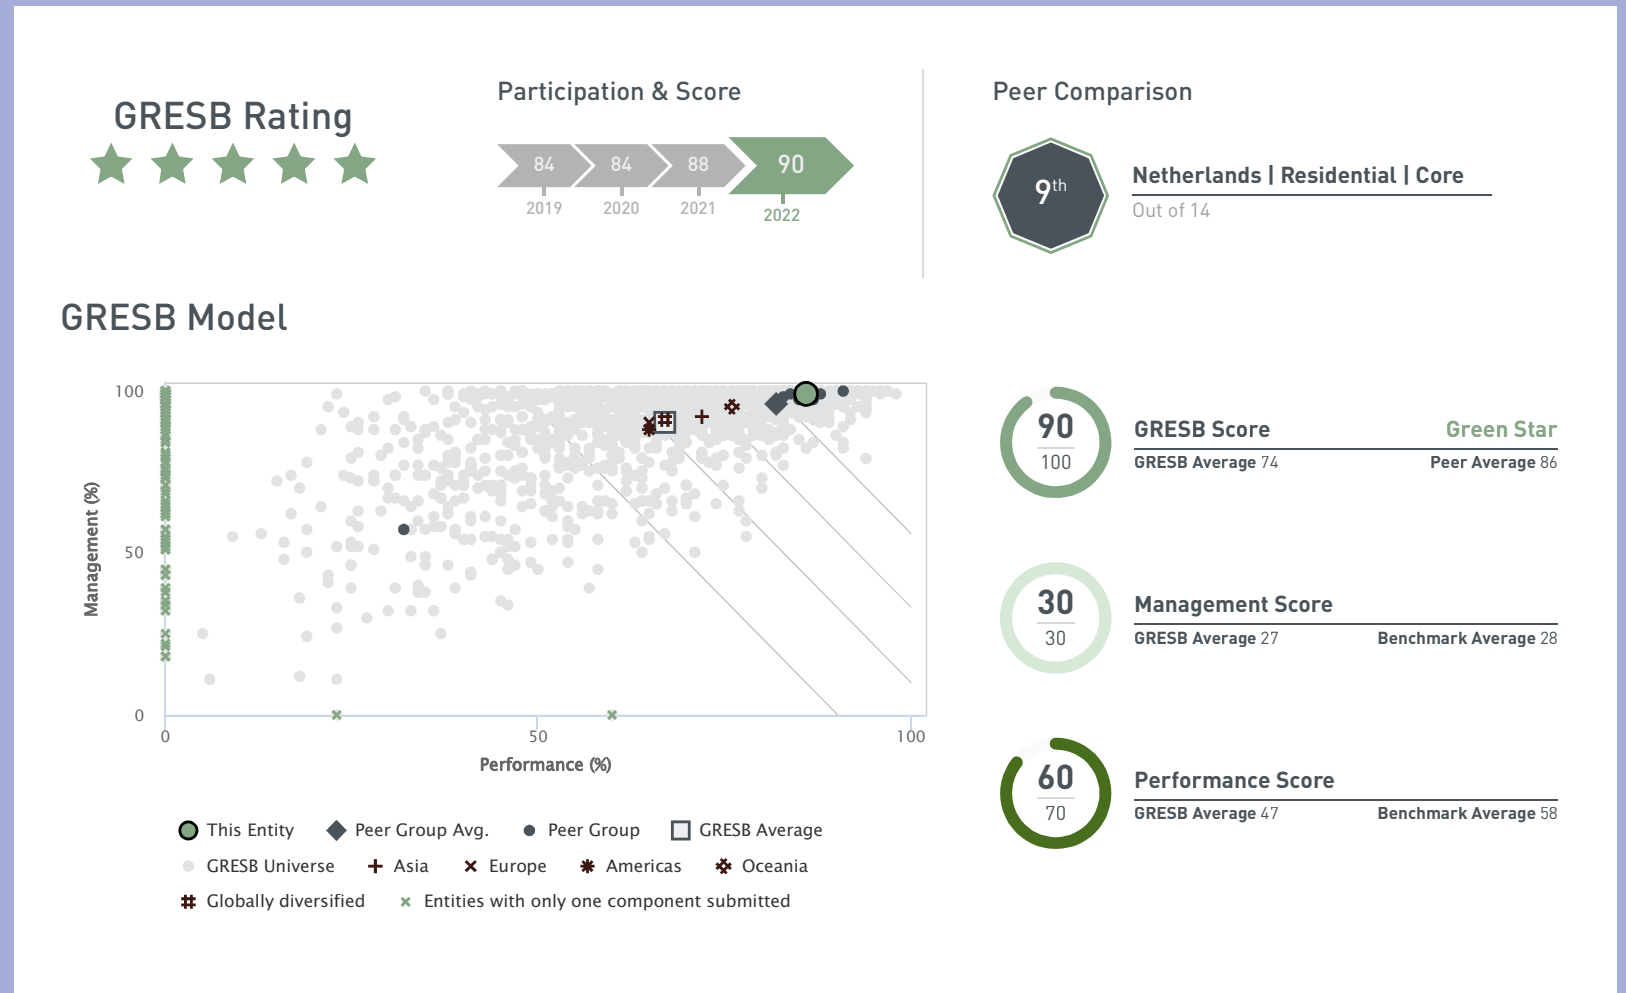 GRESB Rating
Participation & Score
84
84
88
90
2019
2020
2021
2022
Peer Comparison
9th
Netherlands | Residential | Core
Out of 14
GRESB Model
100
50
0
Management (%)
0
50
100
Performance (%)
This Entity
Peer Group Avg.
Peer Group
GRESB Average
GRESB Universe
Asia
Europe
Americas
Oceania
Globally diversified
Entities with only one component submitted
90
100
GRESB Score
Green Star
GRESB Average 74
Peer Average 86
30
30
Management Score
GRESB Average 27
Benchmark Average 28
60
70
Performance Score
GRESB Average 47
Benchmark Average 58